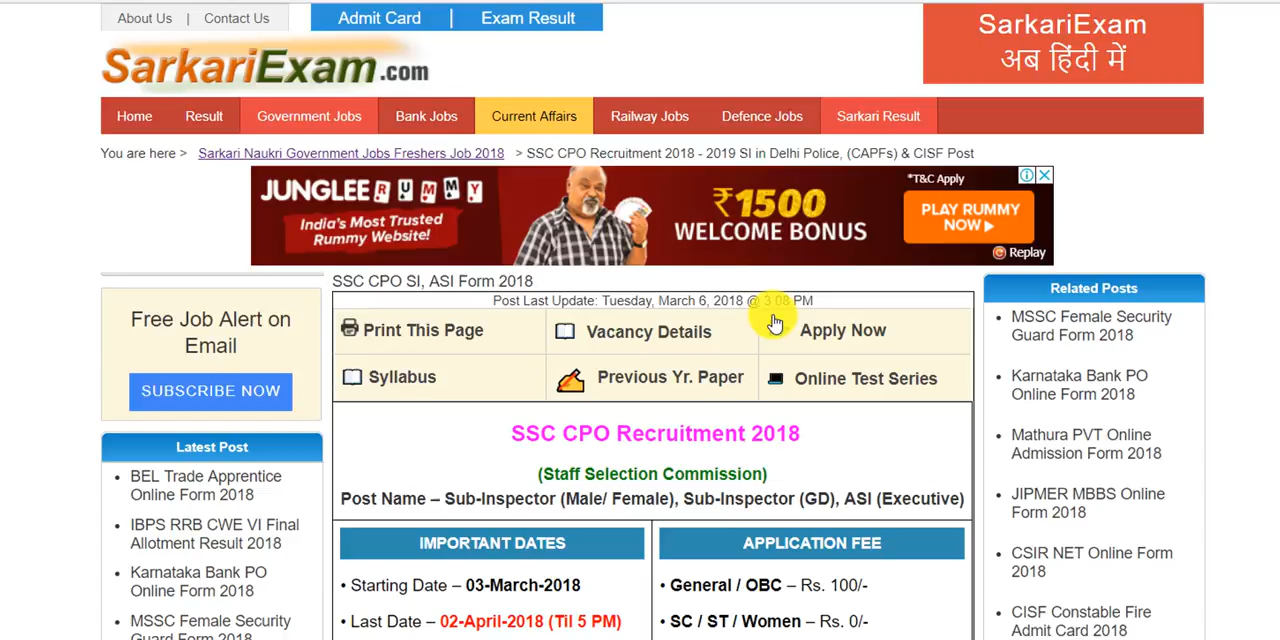 About Us | Contact Us
Admit Card | Exam Result
SarkariExam.com
SarkariExam
अब हिंदी में
Home Result Government Jobs Bank Jobs Current Affairs Railway Jobs Defence Jobs Sarkari Result
You are here > Sarkari Naukri Government Jobs Freshers Job 2018 > SSC CPO Recruitment 2018 - 2019 SI in Delhi Police, (CAPFs) & CISF Post
JUNGLEE RUMMY
India's Most Trusted
Rummy Website!
₹1500
WELCOME BONUS
*T&C Apply
PLAY RUMMY
NOW
Replay
Free Job Alert on
Email
SUBSCRIBE NOW
Latest Post
• BEL Trade Apprentice
Online Form 2018
• IBPS RRB CWE VI Final
Allotment Result 2018
• Karnataka Bank PO
Online Form 2018
• MSSC Female Security
Guard Form 2018
SSC CPO SI, ASI Form 2018
Post Last Update: Tuesday, March 6, 2018 @ 3:08 PM
Print This Page
Vacancy Details
Apply Now
Syllabus
Previous Yr. Paper
Online Test Series
SSC CPO Recruitment 2018
(Staff Selection Commission)
Post Name – Sub-Inspector (Male/ Female), Sub-Inspector (GD), ASI (Executive)
IMPORTANT DATES
• Starting Date – 03-March-2018
• Last Date – 02-April-2018 (Til 5 PM)
APPLICATION FEE
• General / OBC – Rs. 100/-
• SC / ST / Women – Rs. 0/-
Related Posts
• MSSC Female Security
Guard Form 2018
• Karnataka Bank PO
Online Form 2018
• Mathura PVT Online
Admission Form 2018
• JIPMER MBBS Online
Form 2018
• CSIR NET Online Form
2018
• CISF Constable Fire
Admit Card 2018